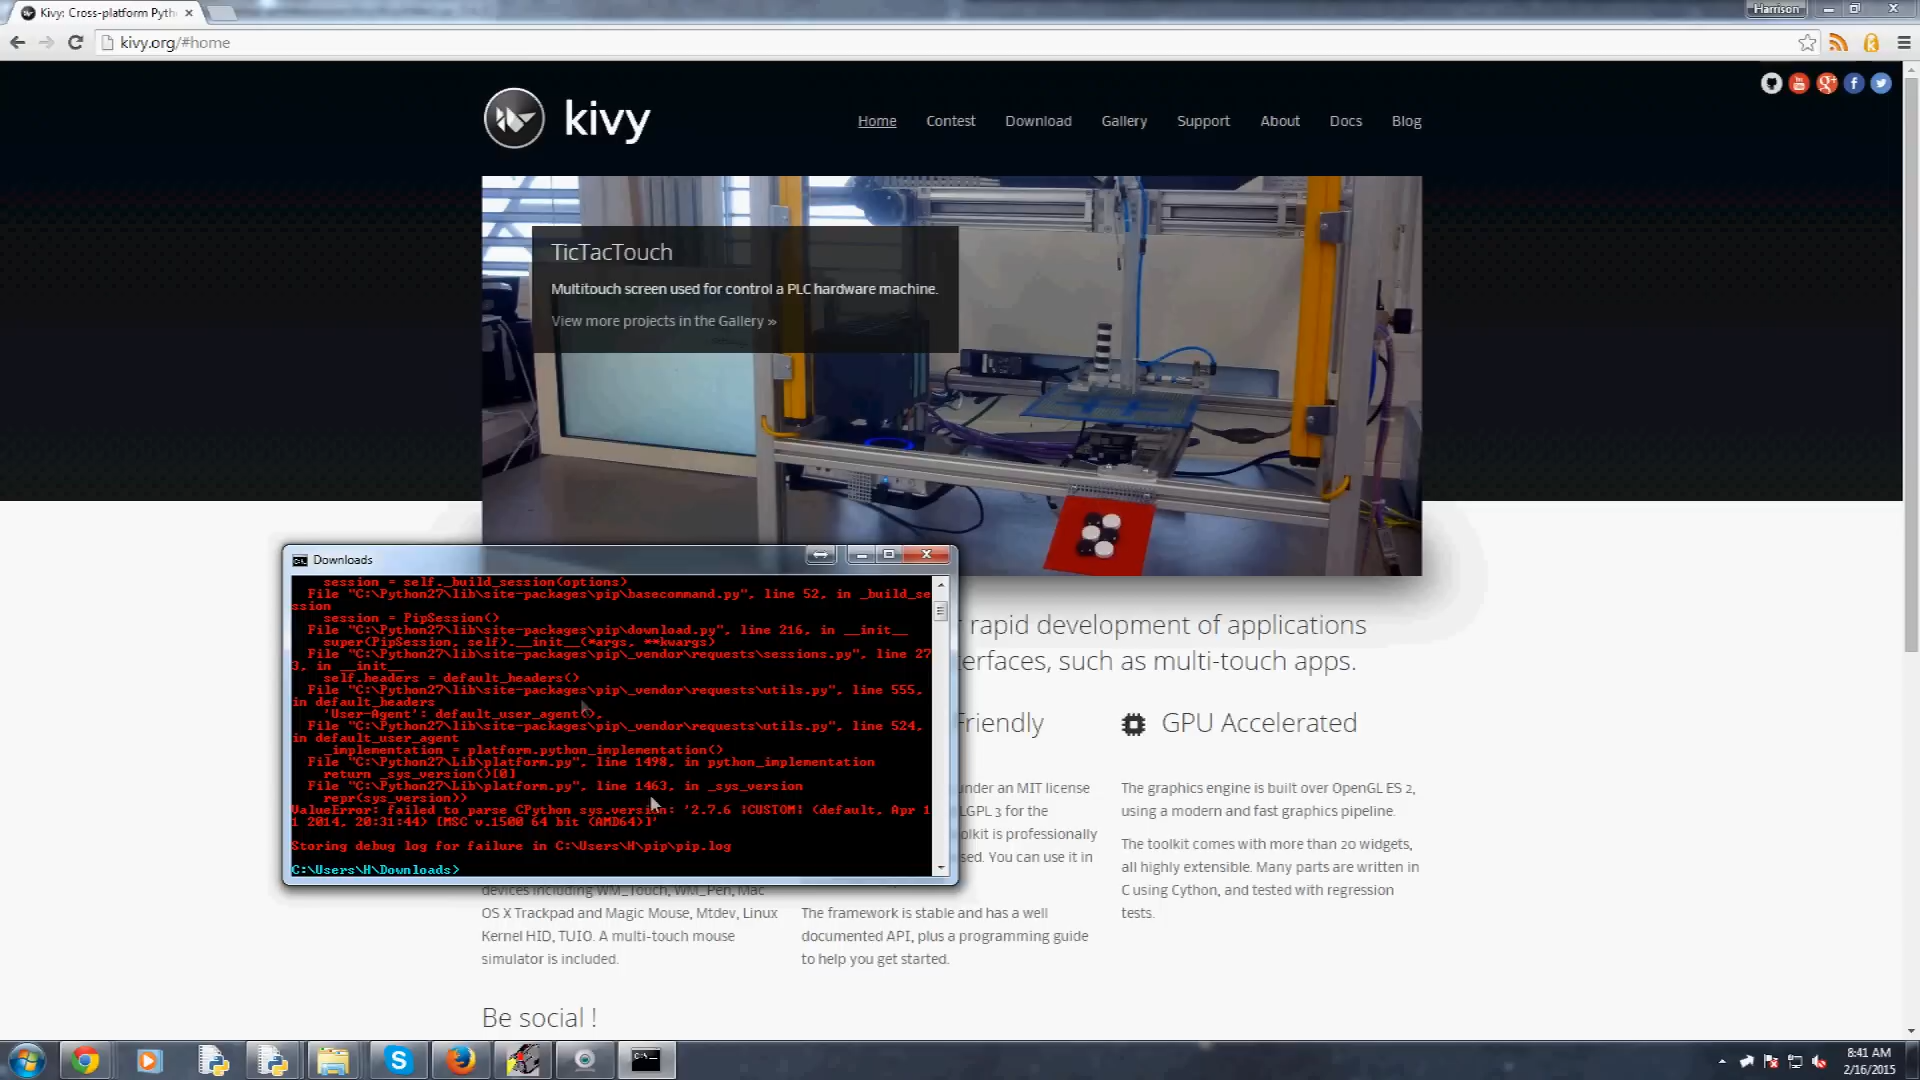 Kivy: Cross-platform Pyth
Harrison
kivy.org/#home
kivy
Home
Contest
Download
Gallery
Support
About
Docs
Blog
TicTacTouch
Multitouch screen used for control a PLC hardware machine.
View more projects in the Gallery »
Downloads
session = self._build_session(options)
File "C:\Python27\lib\site-packages\pip\basecommand.py", line 52, in _build_se
ssion
session = PipSession()
File "C:\Python27\lib\site-packages\pip\download.py", line 216, in __init__
super(PipSession, self).__init__(*args, **kwargs)
File "C:\Python27\lib\site-packages\pip\_vendor\requests\sessions.py", line 27
3, in __init__
self.headers = default_headers()
File "C:\Python27\lib\site-packages\pip\_vendor\requests\utils.py", line 555,
in default_headers
'User-Agent': default_user_agent(),
File "C:\Python27\lib\site-packages\pip\_vendor\requests\utils.py", line 524,
in default_user_agent
_implementation = platform.python_implementation()
File "C:\Python27\Lib\platform.py", line 1498, in python_implementation
return _sys_version()[0]
File "C:\Python27\Lib\platform.py", line 1463, in _sys_version
repr(sys_version))
ValueError: failed to parse CPython sys.version: '2.7.6 |CUSTOM| (default, Apr 1
1 2014, 20:31:44) [MSC v.1500 64 bit (AMD64)]'
Storing debug log for failure in C:\Users\H\pip\pip.log
C:\Users\H\Downloads>
r rapid development of applications
erfaces, such as multi-touch apps.
Friendly
under an MIT license
LGPL 3 for the
olkit is professionally
sed. You can use it in
The framework is stable and has a well
documented API, plus a programming guide
to help you get started.
GPU Accelerated
The graphics engine is built over OpenGL ES 2,
using a modern and fast graphics pipeline.
The toolkit comes with more than 20 widgets,
all highly extensible. Many parts are written in
C using Cython, and tested with regression
tests.
devices including WM_Touch, WM_Pen, Mac
OS X Trackpad and Magic Mouse, Mtdev, Linux
Kernel HID, TUIO. A multi-touch mouse
simulator is included.
Be social !
8:41 AM
2/16/2015